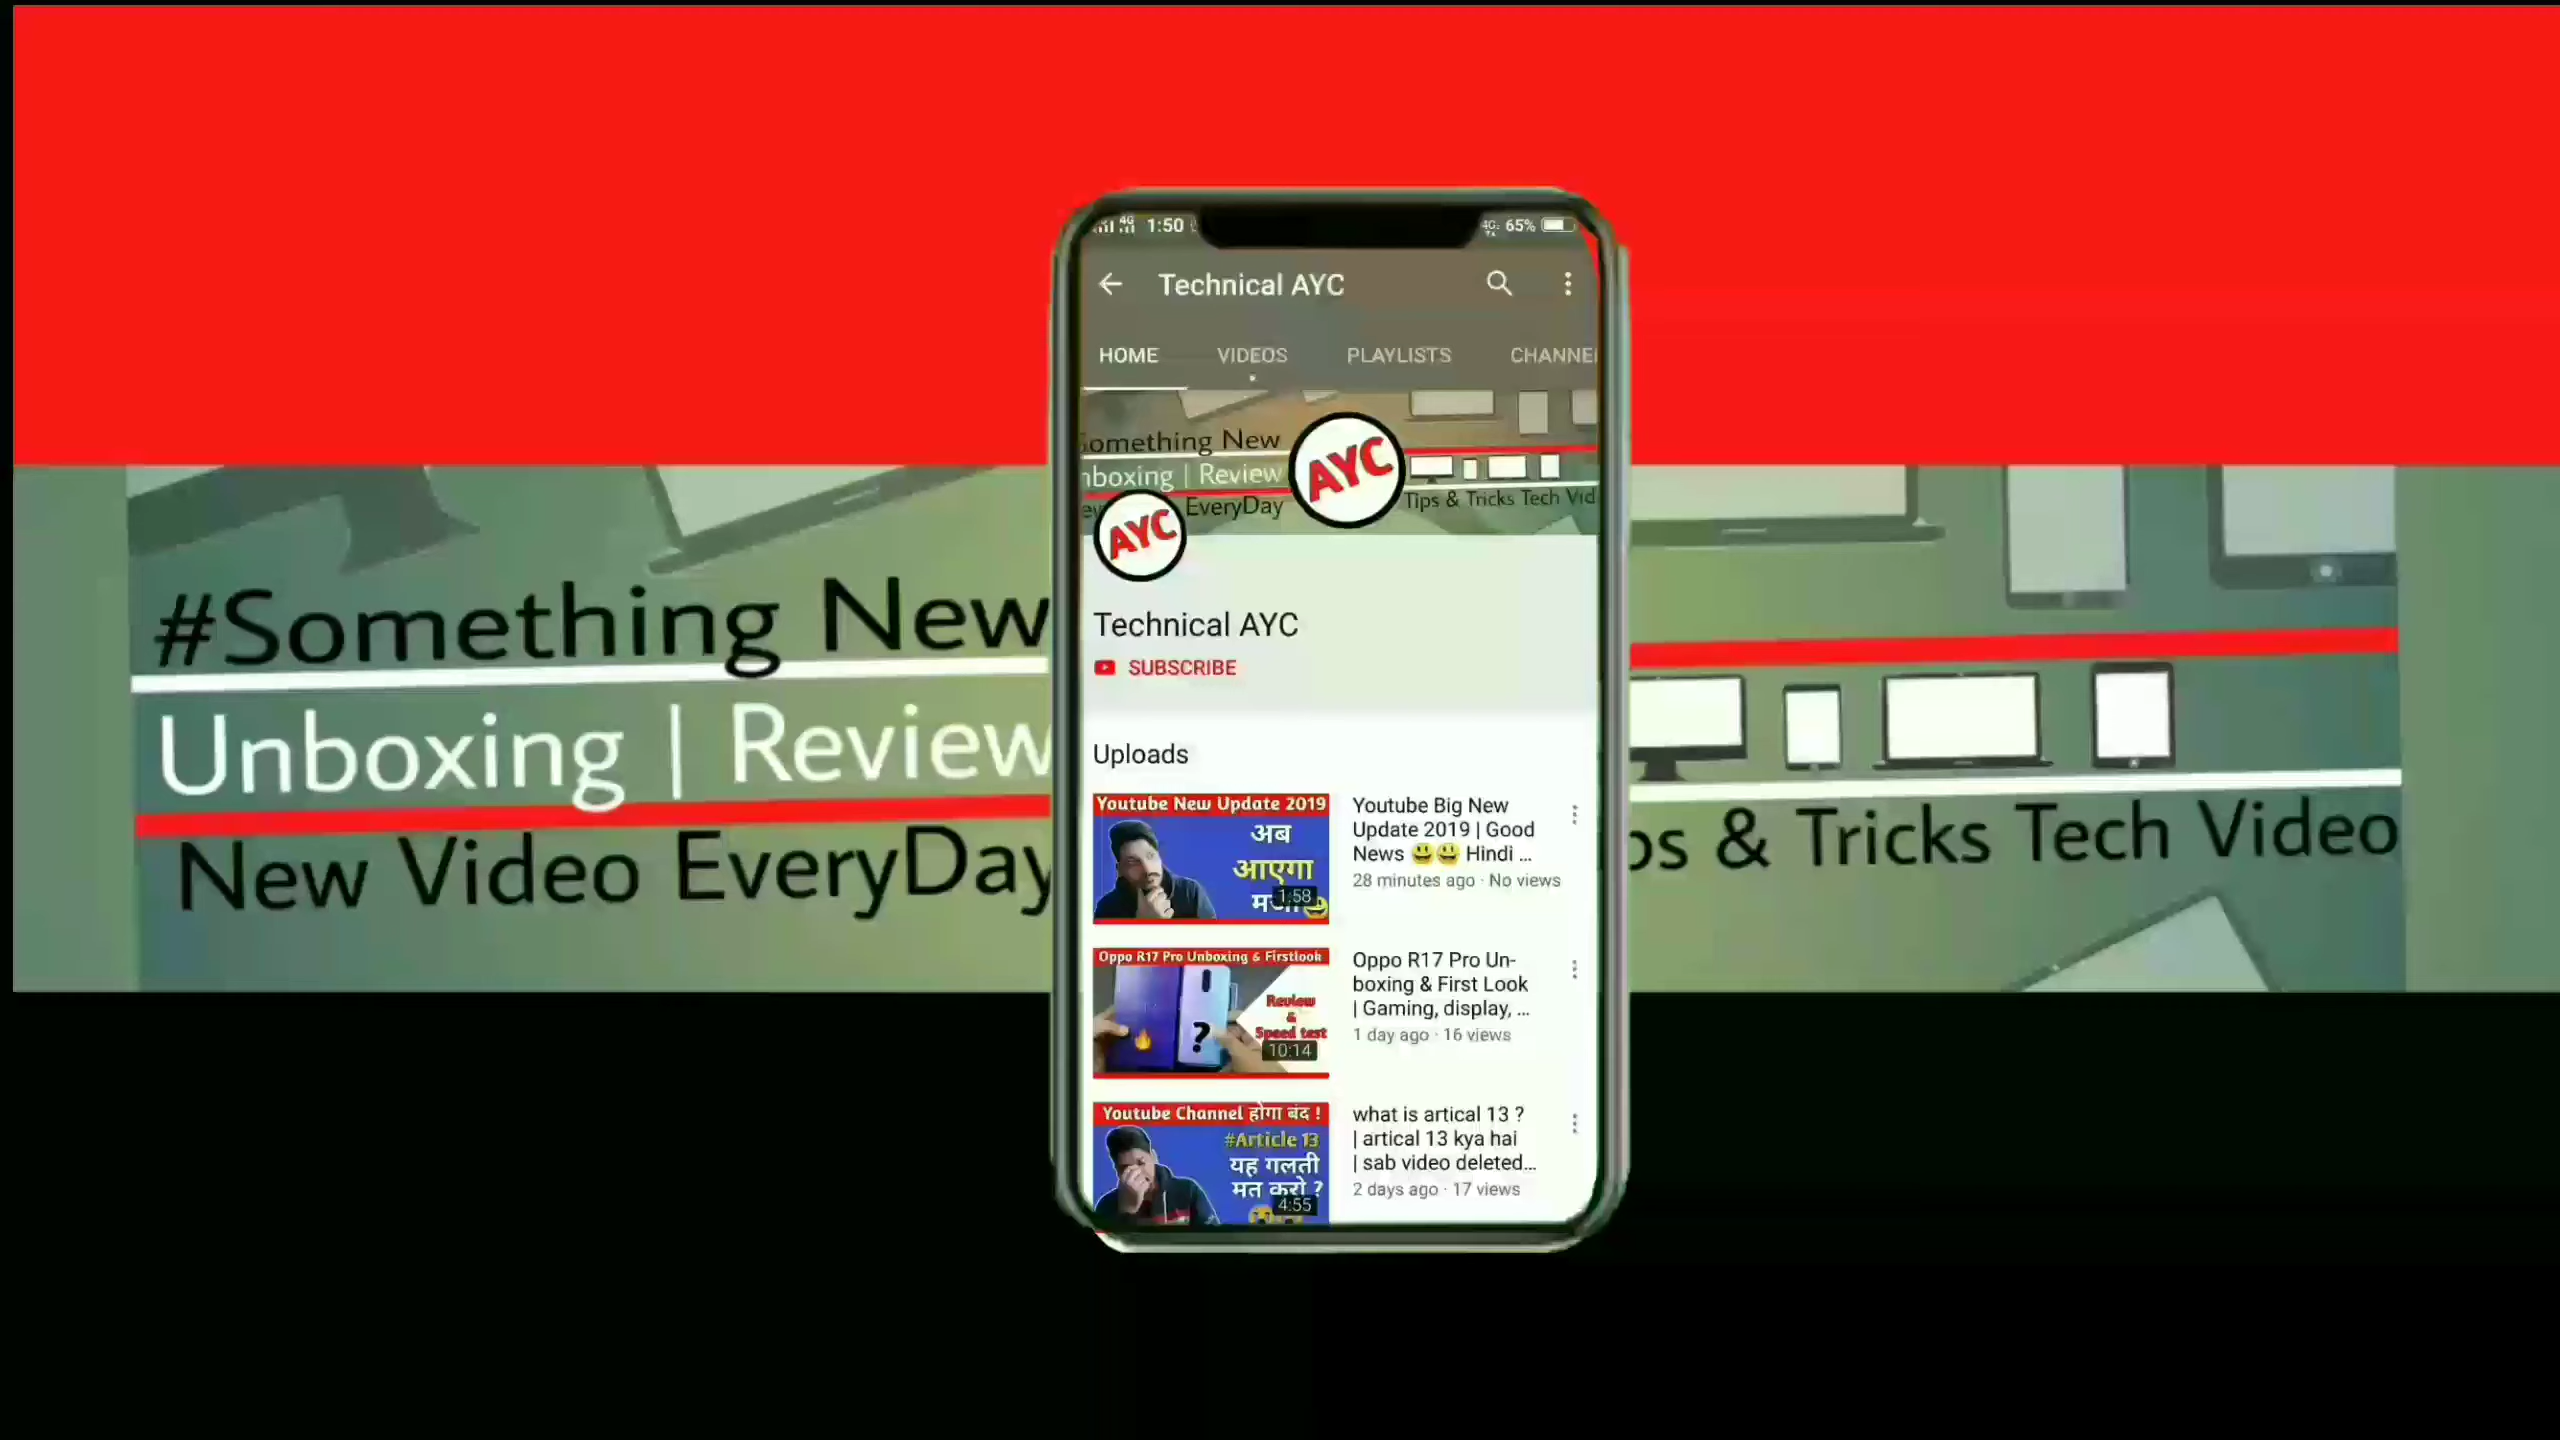 4G 1:50
4G 65%
Technical AYC
HOME VIDEOS PLAYLISTS CHANNE
Something New
nboxing | Review
EveryDay
AYC
Tips & Tricks Tech Vid
AYC
Technical AYC
SUBSCRIBE
Uploads
Youtube New Update 2019
अब
आएगा
1:58
Youtube Big New
Update 2019 | Good
News 😃😃 Hindi ...
28 minutes ago · No views
Oppo R17 Pro Unboxing & Firstlook
Review
&
Speed test
?
10:14
Oppo R17 Pro Un-
boxing & First Look
| Gaming, display, ...
1 day ago · 16 views
Youtube Channel होगा बंद !
#Article 13
यह गलती
मत करो ?
4:55
what is artical 13 ?
| artical 13 kya hai
| sab video deleted...
2 days ago · 17 views
#Something New
Unboxing | Review
New Video EveryDay
ps & Tricks Tech Video